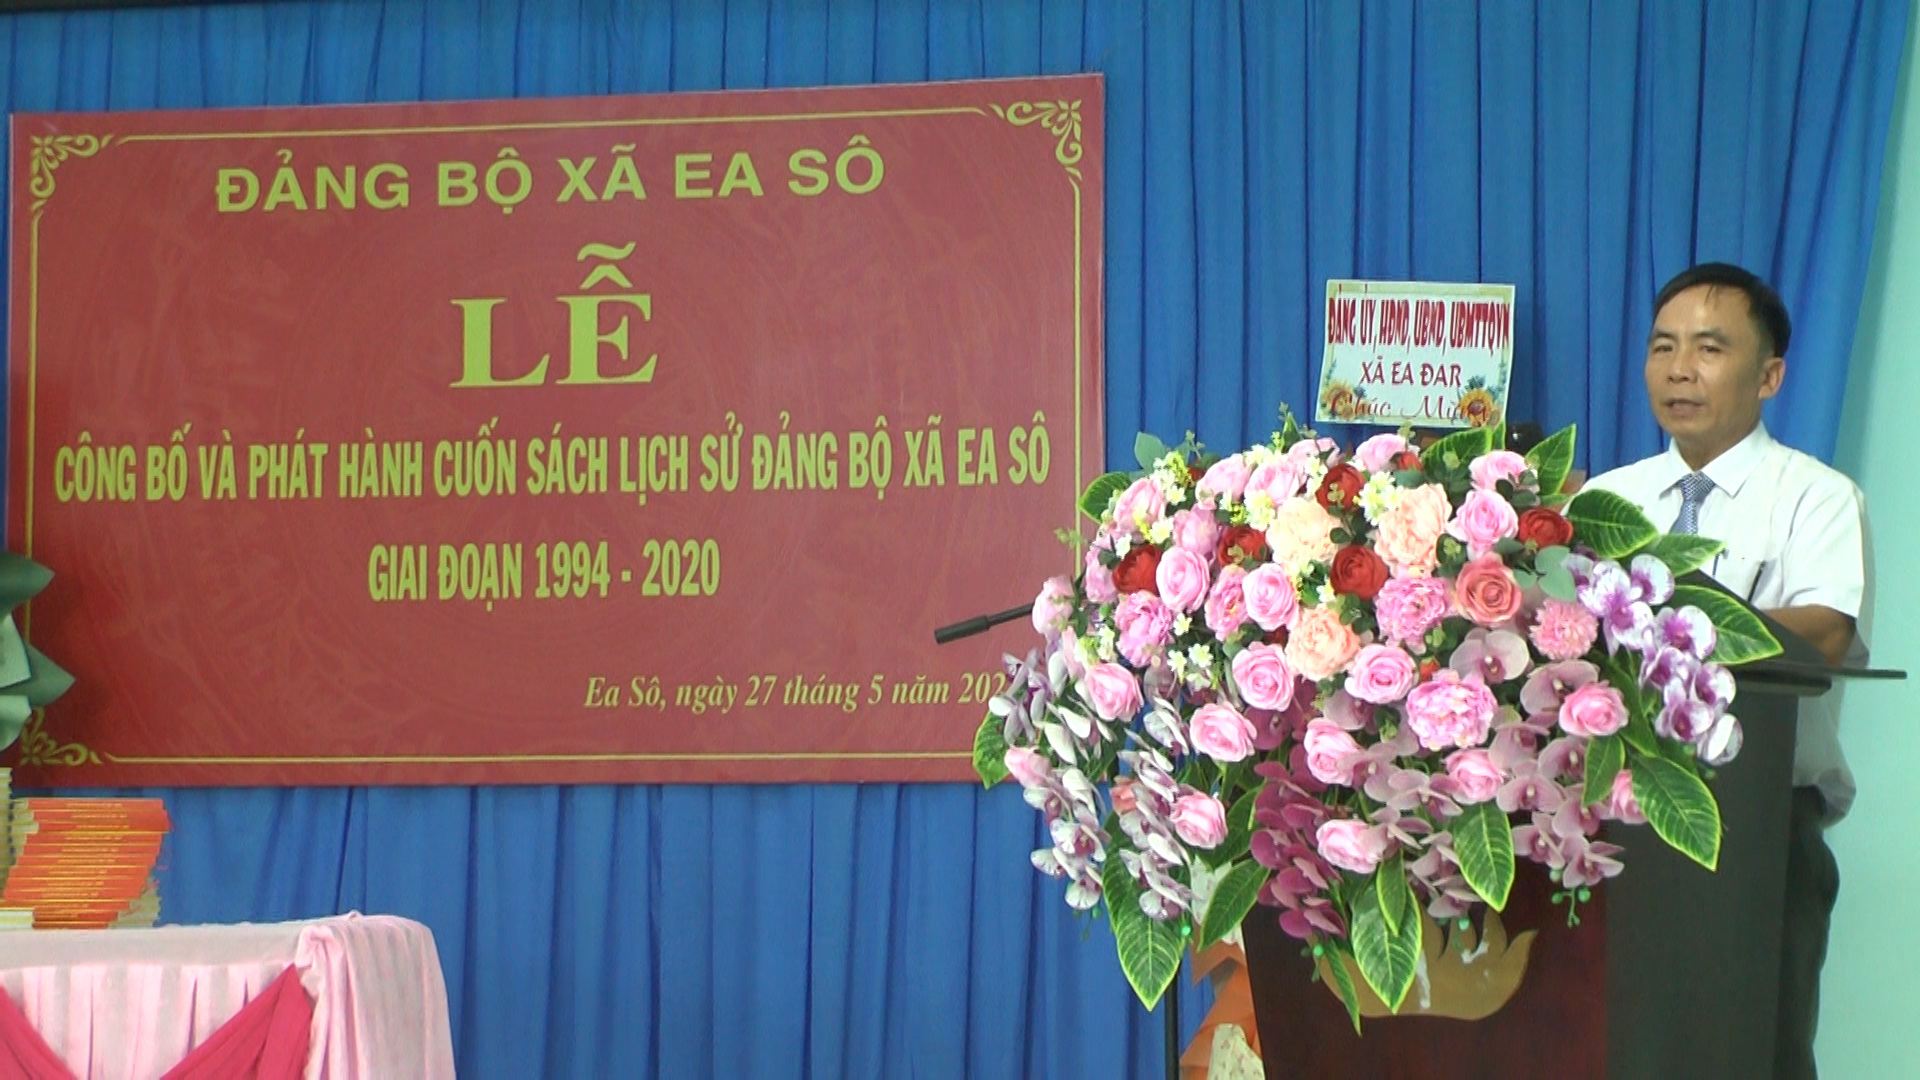 ĐẢNG BỘ XÃ EA SÔ
LỄ
CÔNG BỐ VÀ PHÁT HÀNH CUỐN SÁCH LỊCH SỬ ĐẢNG BỘ XÃ EA SÔ
GIAI ĐOẠN 1994 - 2020
Ea Sô, ngày 27 tháng 5 năm
ĐẢNG ỦY, HĐND, UBND, UBMTTQVN
XÃ EA ĐAR
Chúc Mừng